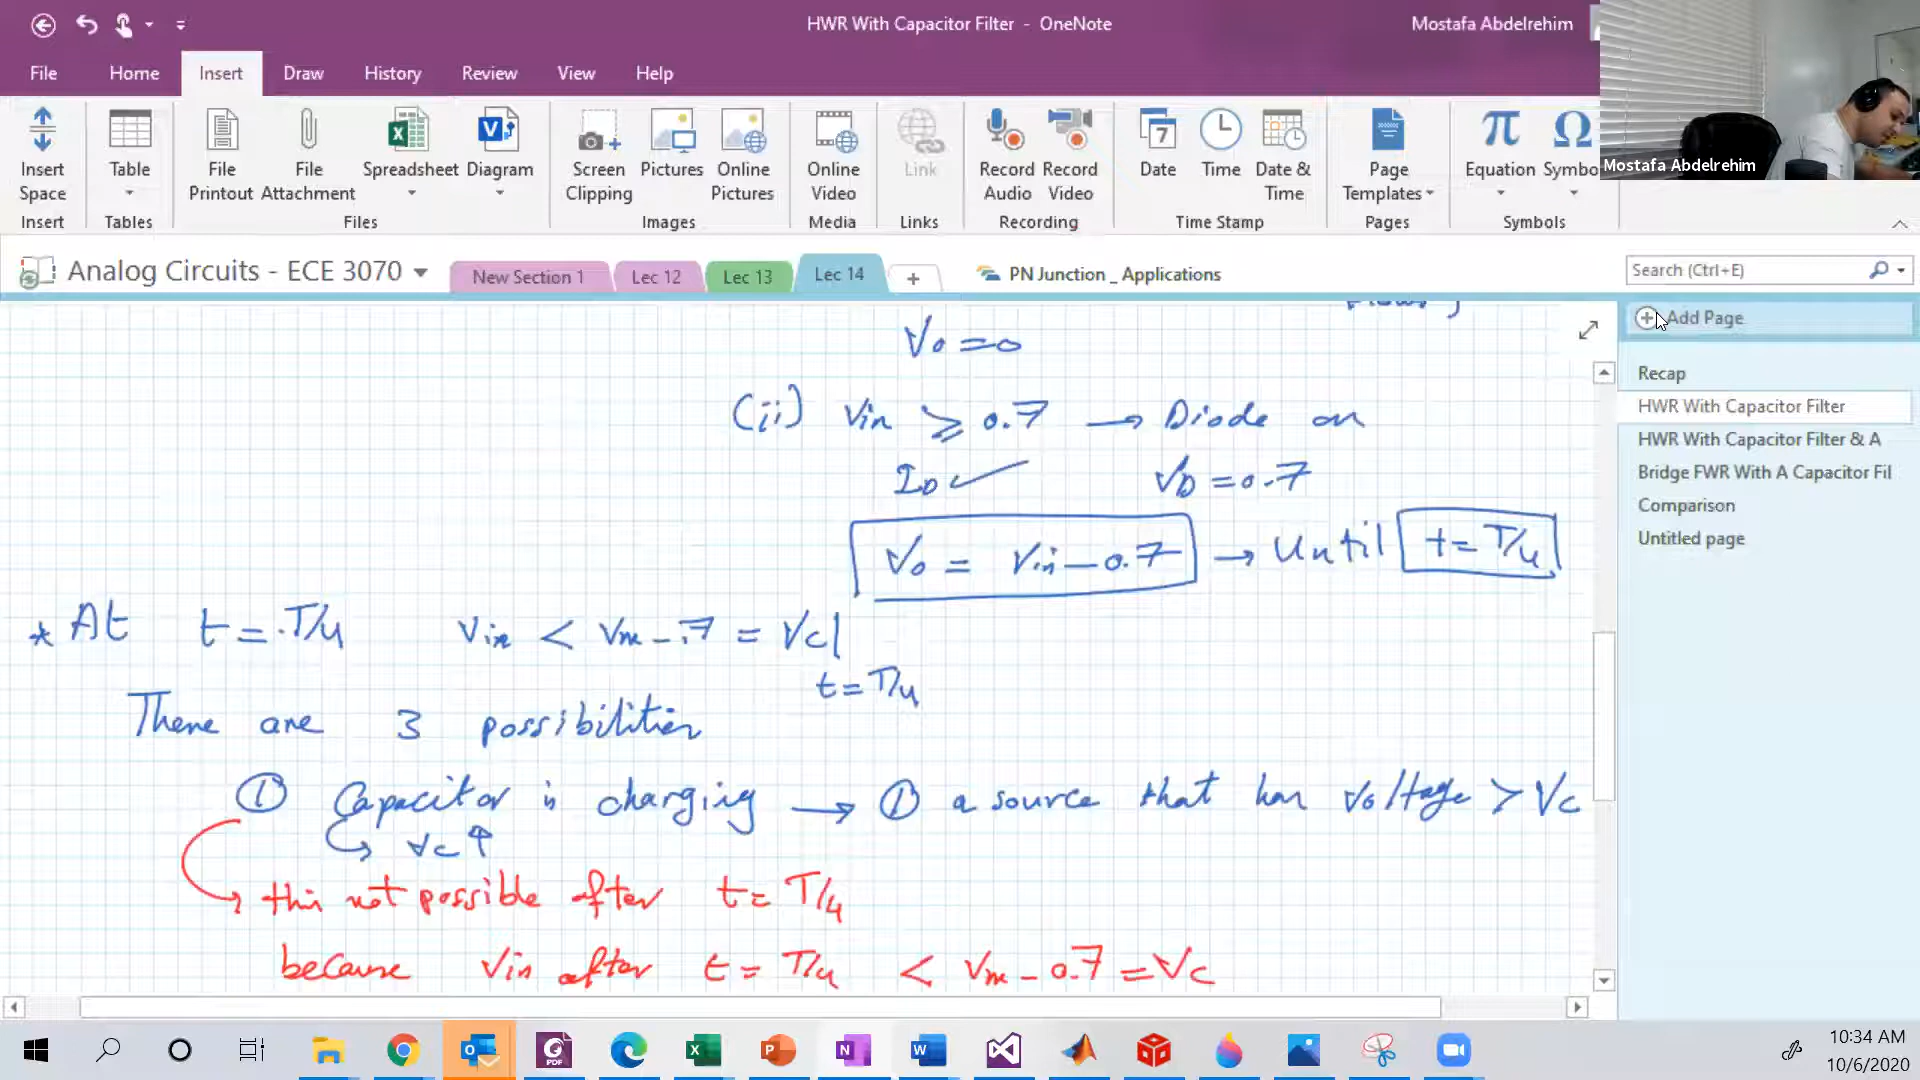 HWR With Capacitor Filter - OneNote
Mostafa Abdelrehim
File Home Insert Draw History Review View Help
Insert Space
Table
File Printout
File Attachment
Spreadsheet
Diagram
Screen Clipping
Pictures
Online Pictures
Online Video
Link
Record Audio
Record Video
Date
Time
Date & Time
Page Templates
Equation
Symbo
Mostafa Abdelrehim
Insert Tables Files Images Media Links Recording Time Stamp Pages Symbols
Analog Circuits - ECE 3070
New Section 1
Lec 12
Lec 13
Lec 14
+
PN Junction _ Applications
Search (Ctrl+E)
Add Page
Recap
HWR With Capacitor Filter
HWR With Capacitor Filter & A
Bridge FWR With A Capacitor Fil
Comparison
Untitled page
Vo = 0
(ii) Vin ≥ 0.7 → Diode on
ID ✓ VD = 0.7
Vo = Vin - 0.7 → Until t = T/4
* At t = T/4 Vin < Vm - .7 = Vc|
t = T/4
There are 3 possibilities
① Capacitor is charging → ① a source that has voltage > Vc
Vc ↑
this not possible after t = T/4
because Vin after t = T/4 < Vm - 0.7 = Vc
10:34 AM
10/6/2020